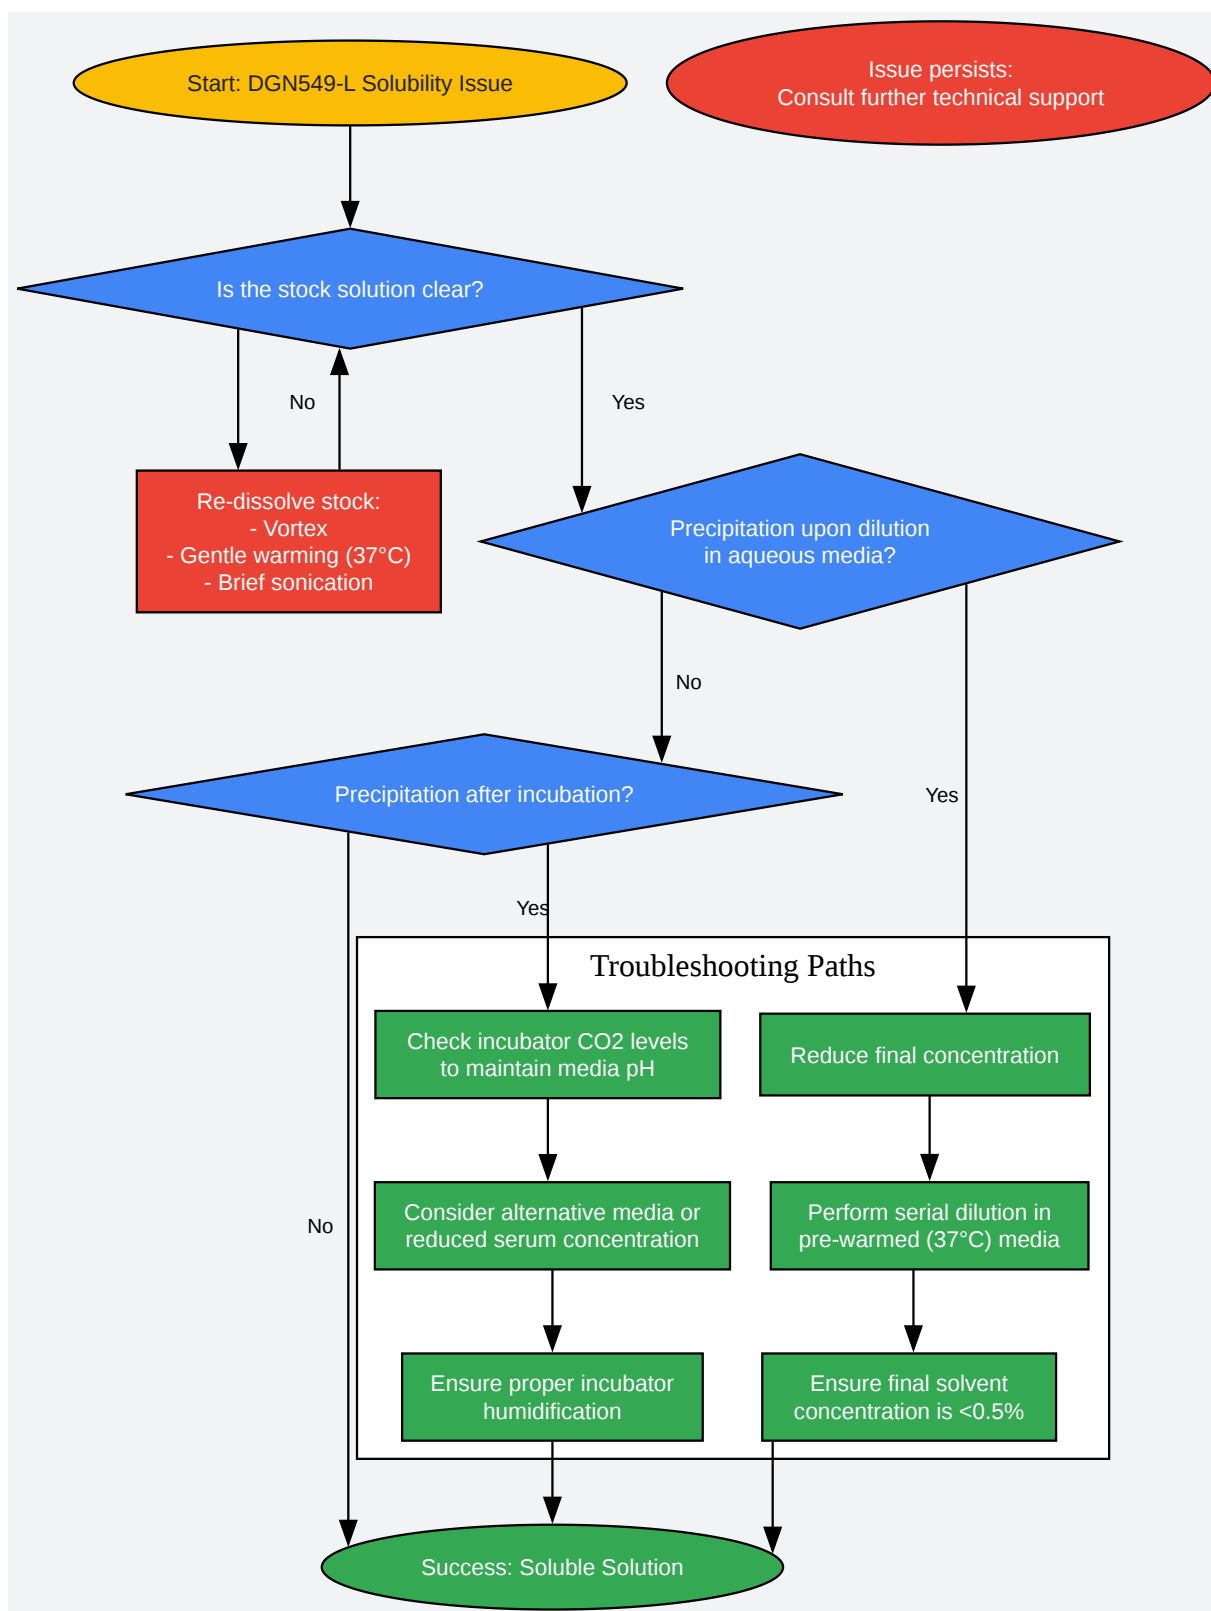 Start: DGN549-L Solubility Issue
Issue persists:
Consult further technical support
Is the stock solution clear?
No
Yes
Re-dissolve stock:
- Vortex
- Gentle warming (37°C)
- Brief sonication
Precipitation upon dilution
in aqueous media?
No
Precipitation after incubation?
Yes
Yes
Troubleshooting Paths
Check incubator CO2 levels
to maintain media pH
Reduce final concentration
Consider alternative media or
reduced serum concentration
Perform serial dilution in
pre-warmed (37°C) media
No
Ensure proper incubator
humidification
Ensure final solvent
concentration is <0.5%
Success: Soluble Solution